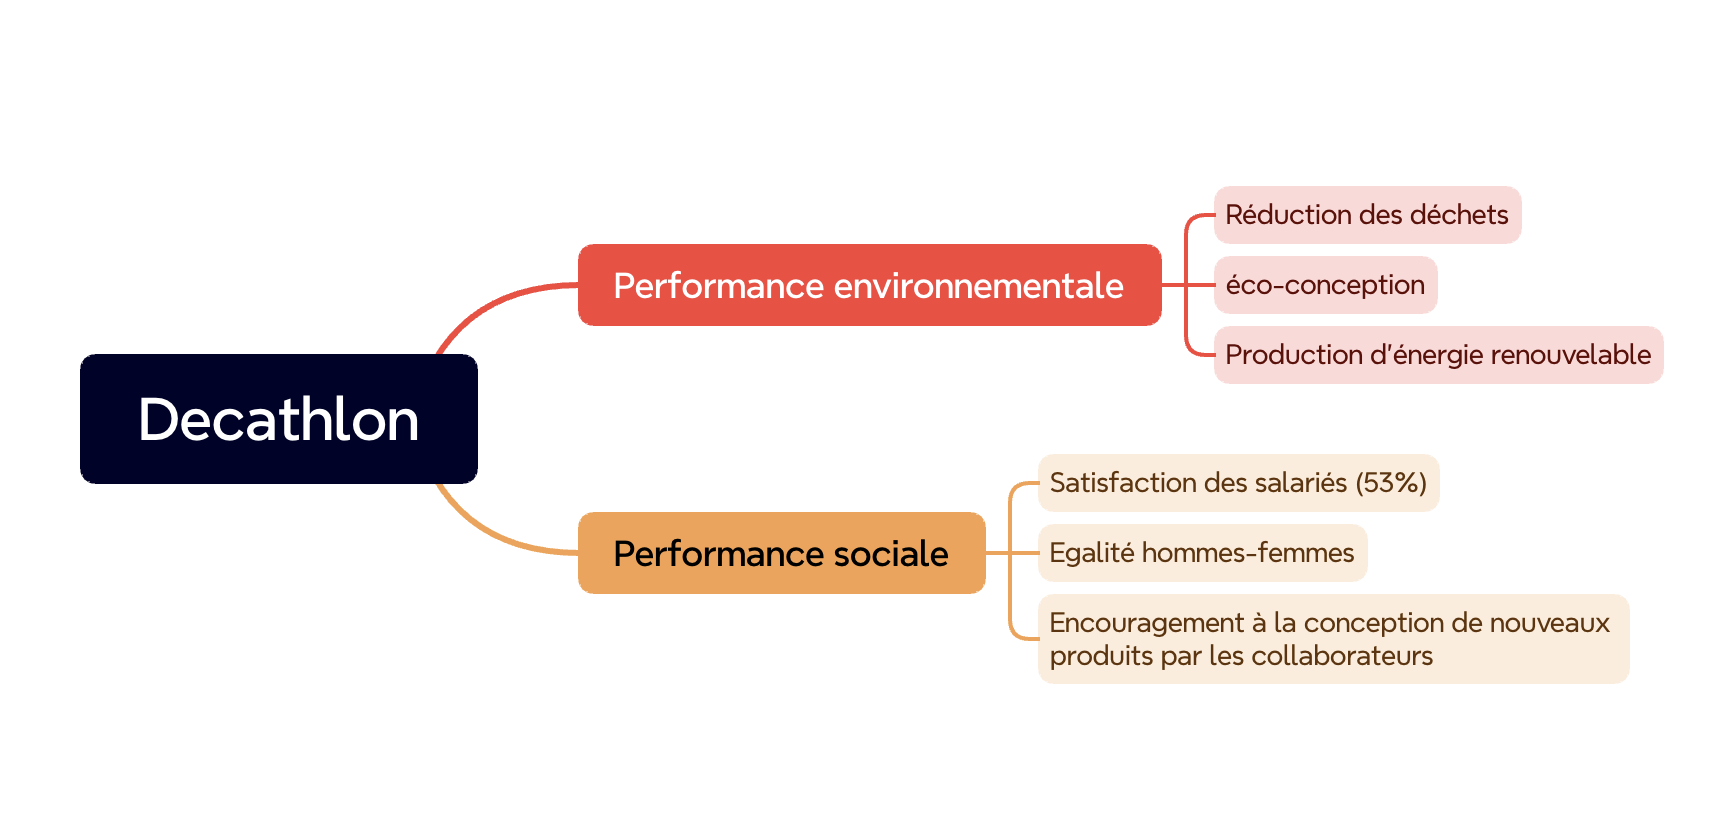 Decathlon
Performance environnementale
Réduction des déchets
éco-conception
Production d'énergie renouvelable
Performance sociale
Satisfaction des salariés (53%)
Egalité hommes-femmes
Encouragement à la conception de nouveaux
produits par les collaborateurs